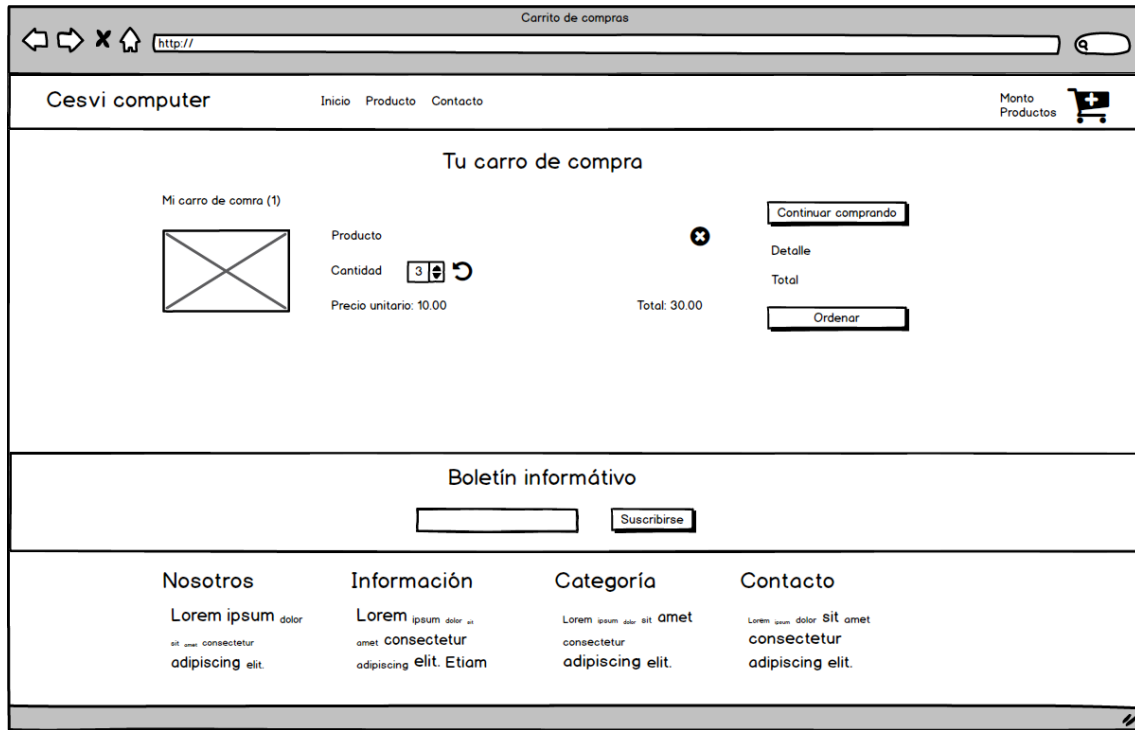 Carrito de compras
http://
Cesvi computer
Inicio Producto Contacto
Monto
Productos
Tu carro de compra
Mi carro de comra (1)
Continuar comprando
Producto
Detalle
Cantidad 3
Total
Precio unitario: 10.00 Total: 30.00
Ordenar
Boletín informátivo
Suscribirse
Nosotros Información Categoría Contacto
Lorem ipsum dolor
sit amet consectetur
adipiscing elit.
Lorem ipsum dolor sit
amet consectetur
adipiscing elit. Etiam
Lorem ipsum dolor sit amet
consectetur
adipiscing elit.
Lorem ipsum dolor sit amet
consectetur
adipiscing elit.